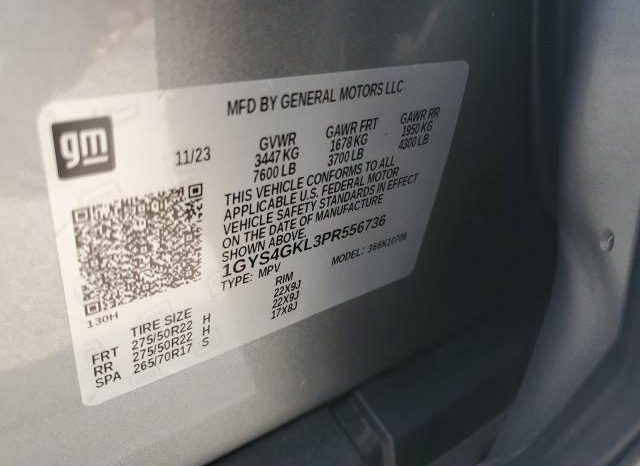 gm
MFD BY GENERAL MOTORS LLC
11/23
GVWR
3447 KG
7600 LB
GAWR FRT
1678 KG
3700 LB
GAWR RR
1950 KG
4300 LB
THIS VEHICLE CONFORMS TO ALL
APPLICABLE U.S. FEDERAL MOTOR
VEHICLE SAFETY STANDARDS IN EFFECT
ON THE DATE OF MANUFACTURE
SHOWN ABOVE.
1GYS4GKL3PR556736
TYPE: MPV
MODEL: 366K10706
130H
TIRE SIZE RIM
FRT 275/50R22 H 22X9J
RR 275/50R22 H 22X9J
SPA 265/70R17 S 17X8J